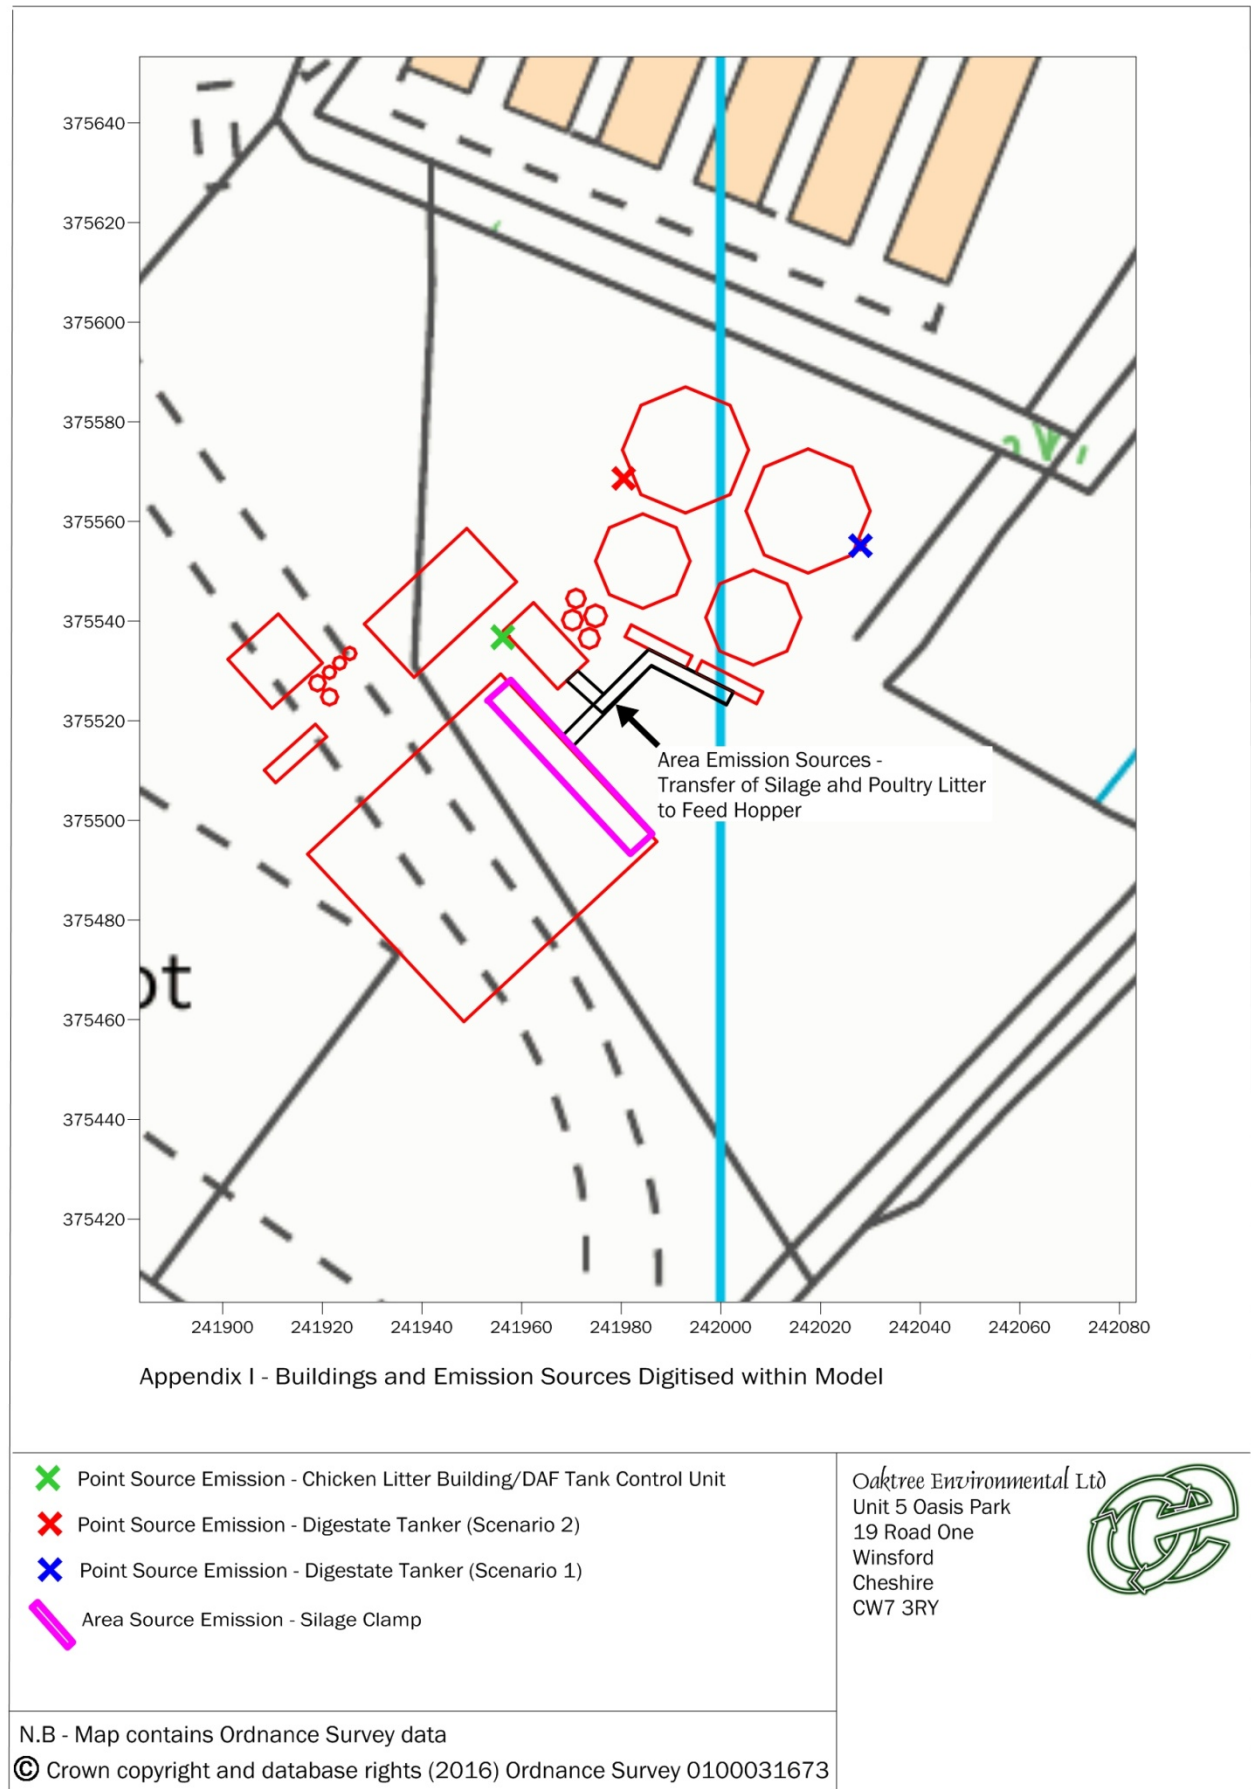 375640
375620
375600
375580
375560
375540
375520
375500
375480
375460
375440
375420
ot
Area Emission Sources -
Transfer of Silage ahd Poultry Litter
to Feed Hopper
241900 241920 241940 241960 241980 242000 242020 242040 242060 242080
Appendix I - Buildings and Emission Sources Digitised within Model
Point Source Emission - Chicken Litter Building/DAF Tank Control Unit
Point Source Emission - Digestate Tanker (Scenario 2)
Point Source Emission - Digestate Tanker (Scenario 1)
Area Source Emission - Silage Clamp
Oaktree Environmental Ltd
Unit 5 Oasis Park
19 Road One
Winsford
Cheshire
CW7 3RY
N.B - Map contains Ordnance Survey data
© Crown copyright and database rights (2016) Ordnance Survey 0100031673